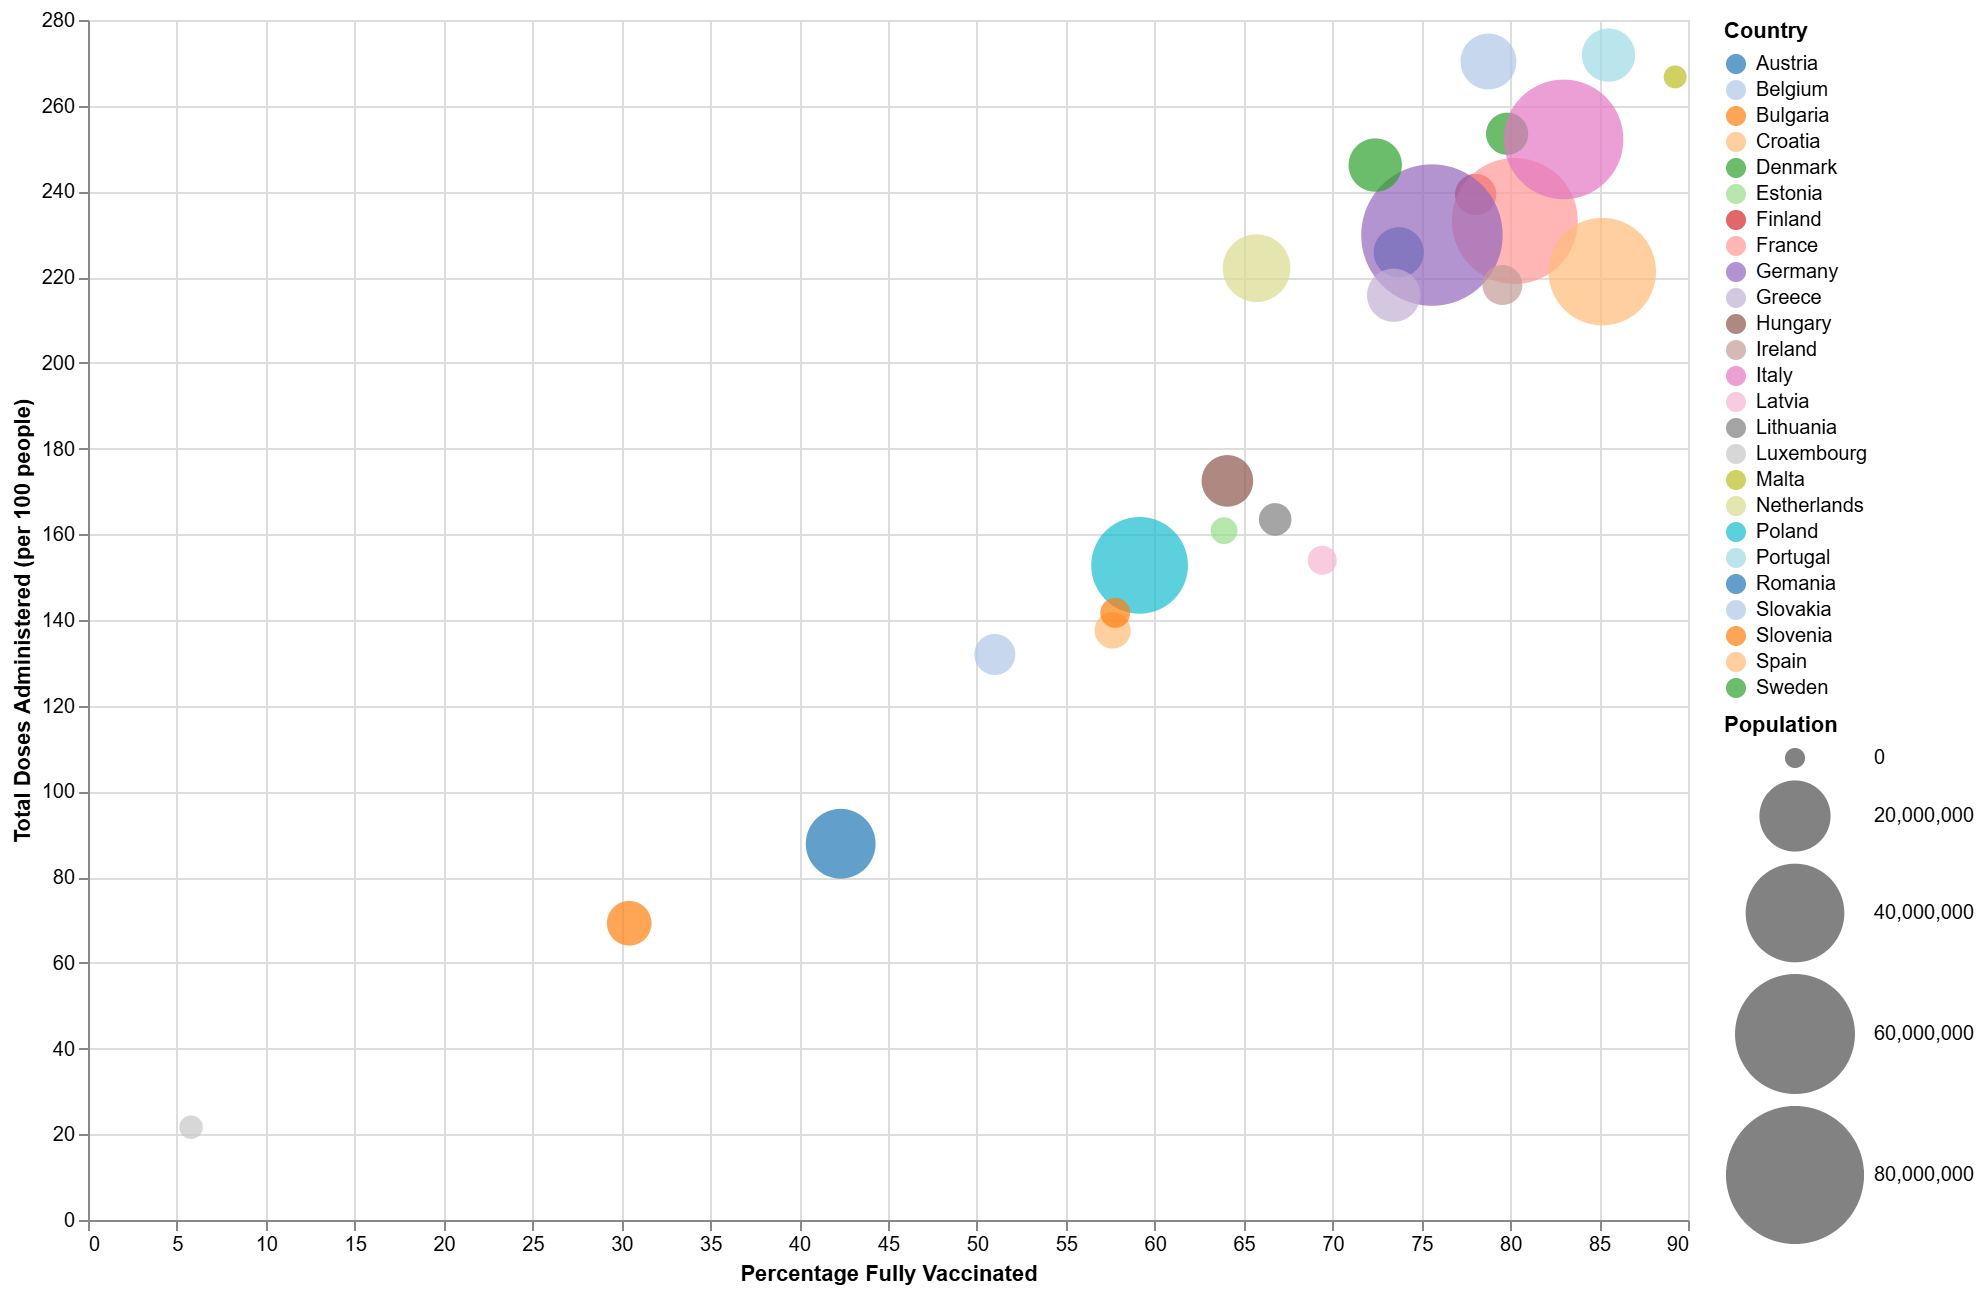 280
260
240
220
200
180
160
140
120
100
80
60
40
20
0
Total Doses Administered (per 100 people)
0 5 10 15 20 25 30 35 40 45 50 55 60 65 70 75 80 85 90
Percentage Fully Vaccinated
Country
Austria
Belgium
Bulgaria
Croatia
Denmark
Estonia
Finland
France
Germany
Greece
Hungary
Ireland
Italy
Latvia
Lithuania
Luxembourg
Malta
Netherlands
Poland
Portugal
Romania
Slovakia
Slovenia
Spain
Sweden
Population
0
20,000,000
40,000,000
60,000,000
80,000,000